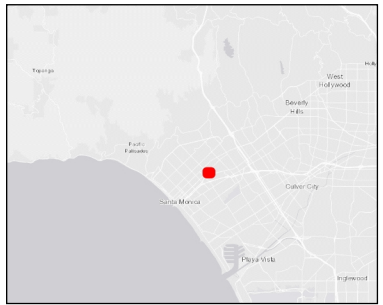 Topanga
West
Hollywood
Beverly
Hills
Pacific
Palisades
Culver City
Santa Monica
Playa Vista
Inglewood